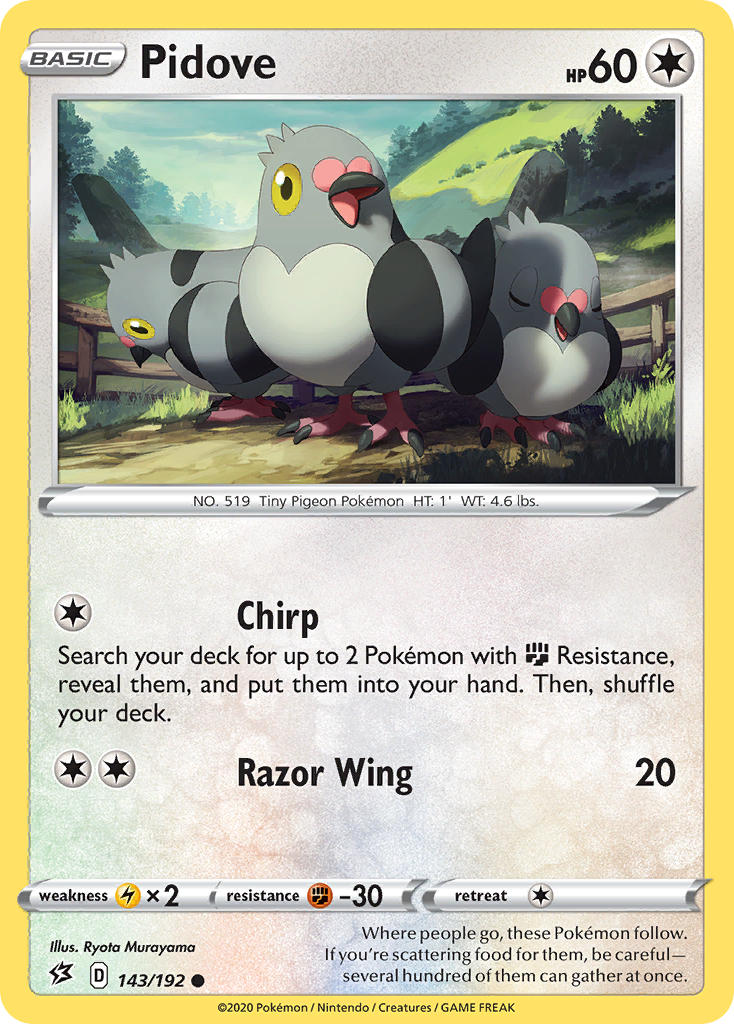 BASIC Pidove HP60
NO. 519 Tiny Pigeon Pokémon HT: 1' WT: 4.6 lbs.
Chirp
Search your deck for up to 2 Pokémon with Resistance,
reveal them, and put them into your hand. Then, shuffle
your deck.
Razor Wing 20
weakness ×2 resistance -30 retreat
Where people go, these Pokémon follow.
If you're scattering food for them, be careful—
several hundred of them can gather at once.
Illus. Ryota Murayama
D 143/192
©2020 Pokémon / Nintendo / Creatures / GAME FREAK